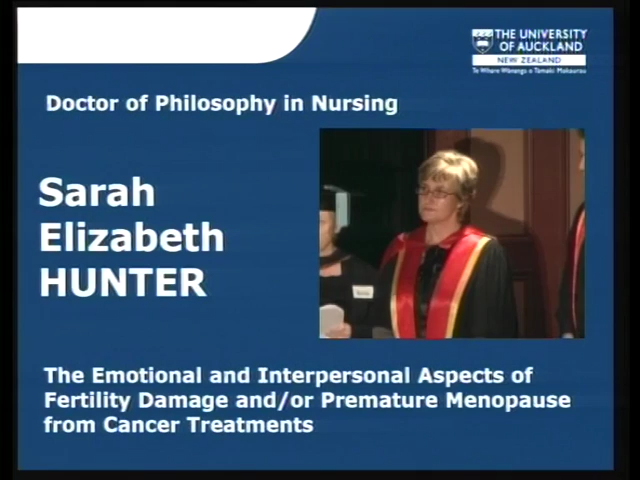 THE UNIVERSITY
OF AUCKLAND
NEW ZEALAND
Te Whare Wānanga o Tāmaki Makaurau
Doctor of Philosophy in Nursing
Sarah
Elizabeth
HUNTER
The Emotional and Interpersonal Aspects of
Fertility Damage and/or Premature Menopause
from Cancer Treatments